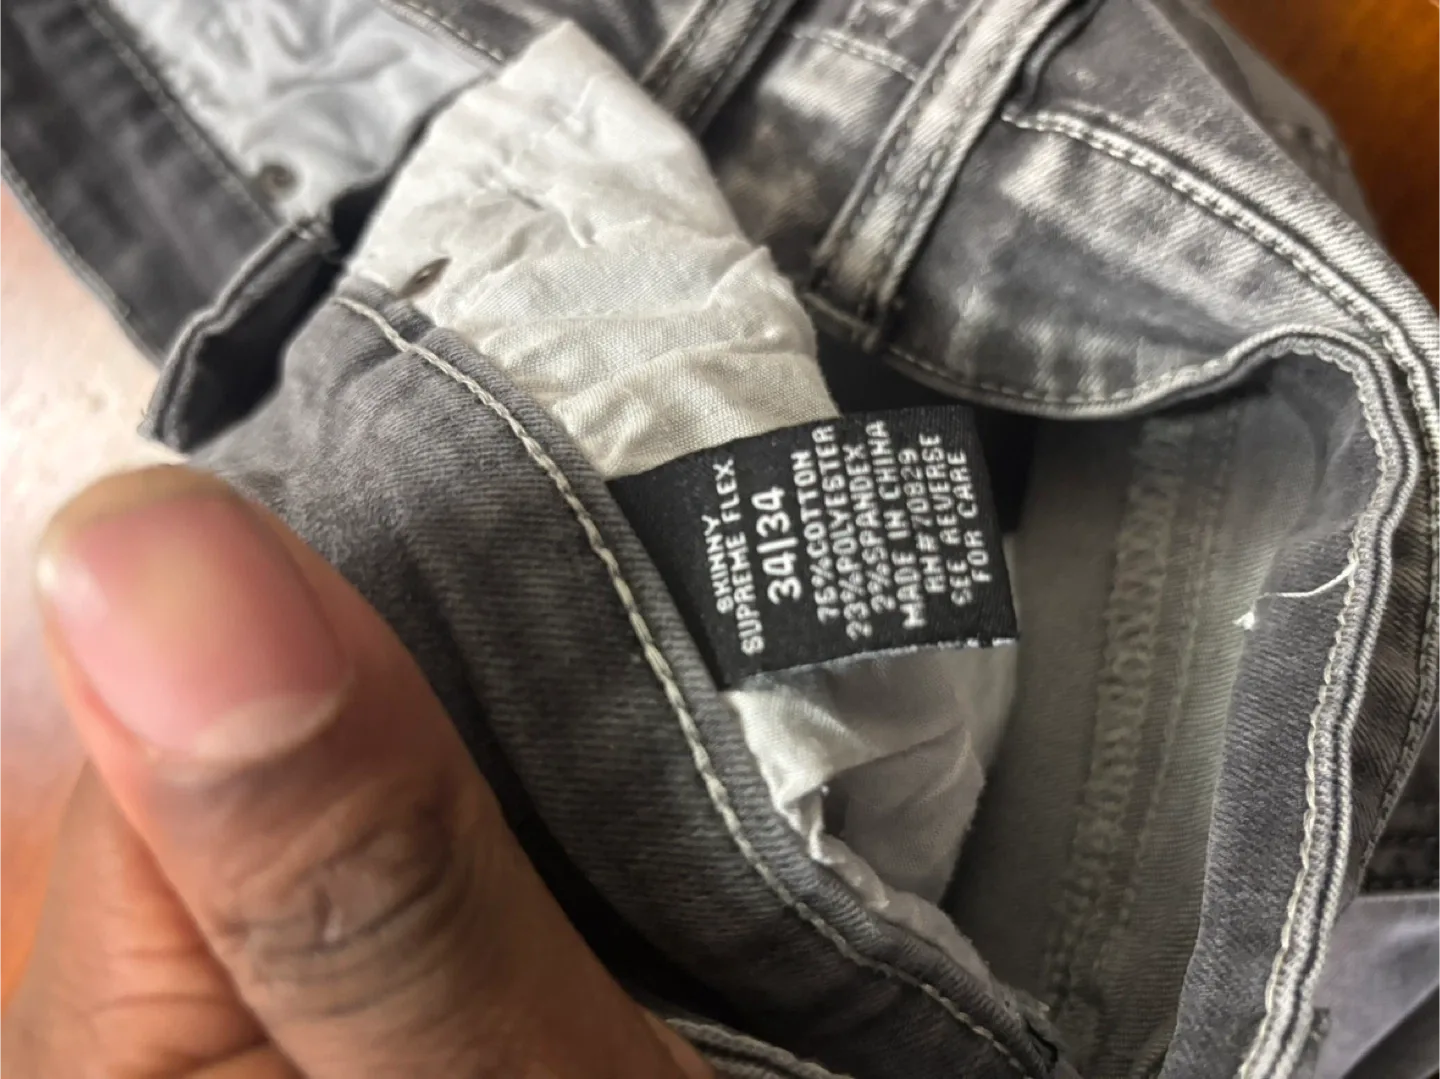 SKINNY
SUPREME FLEX
34|34
75%COTTON
23%POLYESTER
2%SPANDEX
MADE IN CHINA
RN#70829
SEE REVERSE
FOR CARE